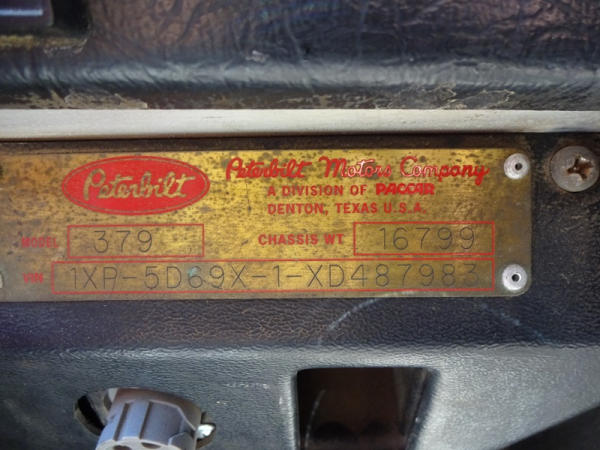 Peterbilt
Peterbilt Motors Company
A DIVISION OF PACCAR
DENTON, TEXAS U.S.A.
MODEL 379 CHASSIS WT. 16799
VIN 1XP-5D69X-1-XD487983